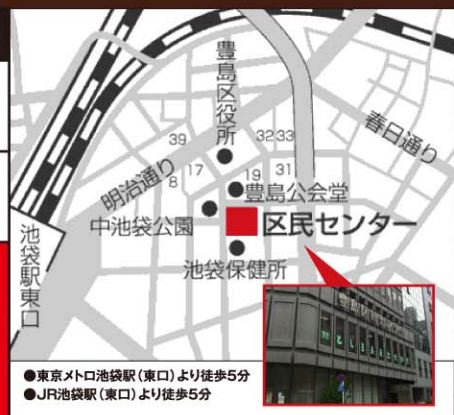 豊島区役所
39
32 33
春日通り
明治通り
17
8
19
31
豊島公会堂
中池袋公園
区民センター
池袋保健所
池袋駅東口
●東京メトロ池袋駅(東口)より徒歩5分
●JR池袋駅(東口)より徒歩5分